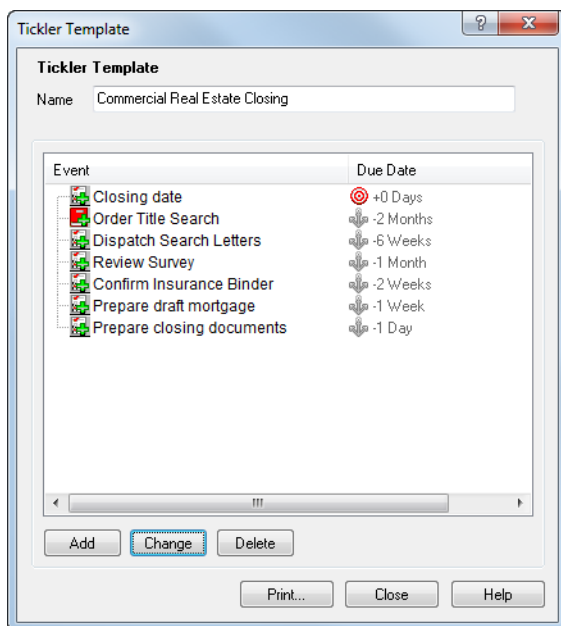 Tickler Template
Tickler Template
Name Commercial Real Estate Closing
Event Due Date
Closing date +0 Days
Order Title Search -2 Months
Dispatch Search Letters -6 Weeks
Review Survey -1 Month
Confirm Insurance Binder -2 Weeks
Prepare draft mortgage -1 Week
Prepare closing documents -1 Day
Add Change Delete
Print... Close Help